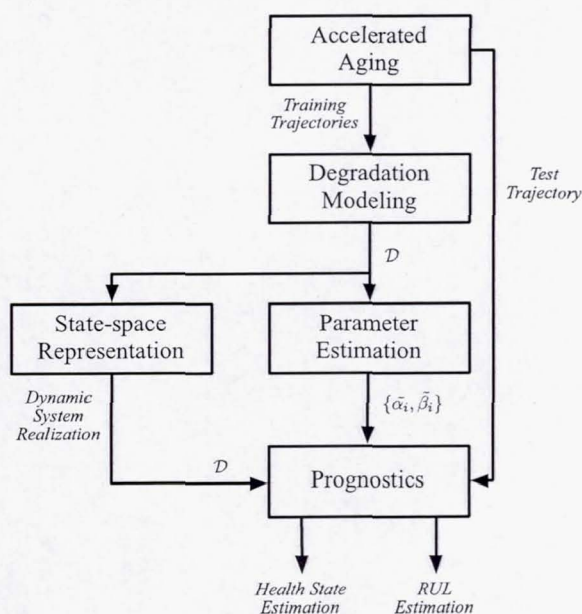 Accelerated
Aging
Training
Trajectories
Test
Trajectory
Degradation
Modeling
𝒟
State-space
Representation
Parameter
Estimation
Dynamic
System
Realization
{α̃ᵢ, β̃ᵢ}
𝒟
Prognostics
Health State
Estimation
RUL
Estimation